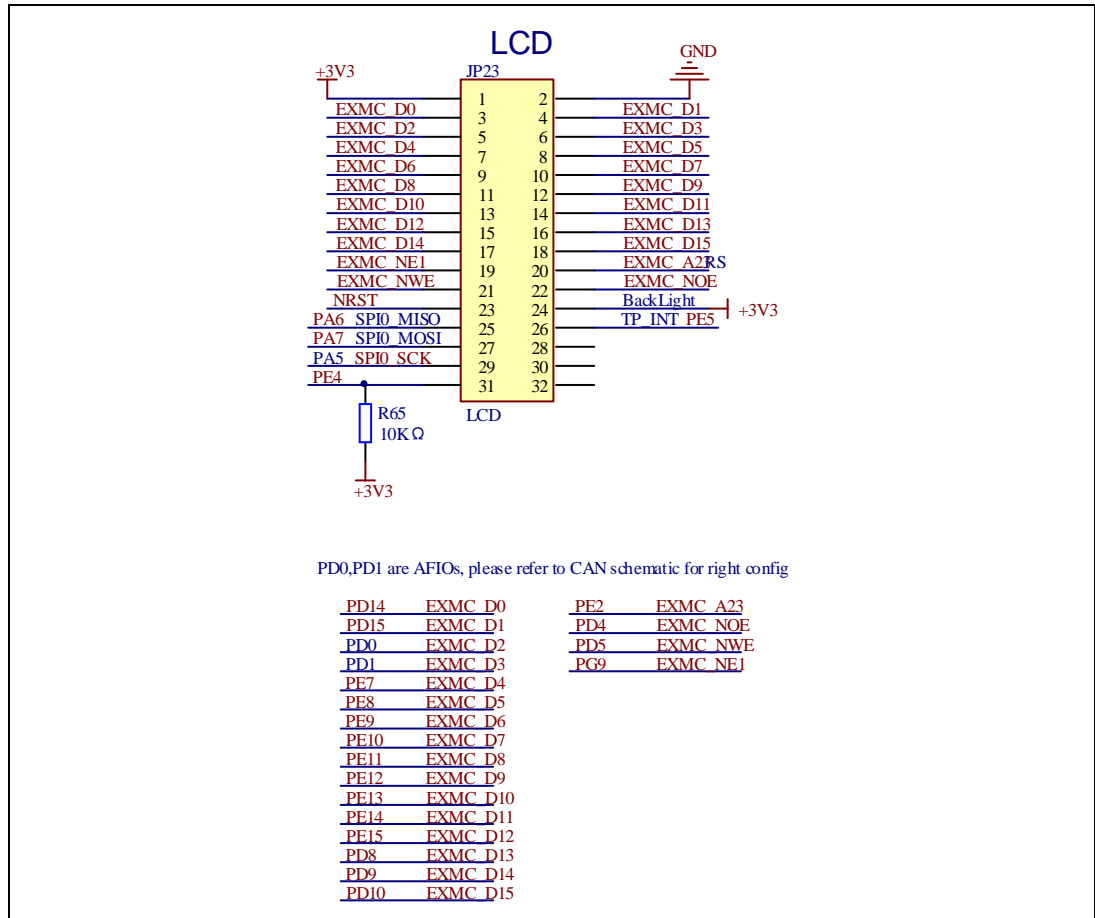 LCD
GND
+3V3 JP23
1 2
EXMC_D0 3 4 EXMC_D1
EXMC_D2 5 6 EXMC_D3
EXMC_D4 7 8 EXMC_D5
EXMC_D6 9 10 EXMC_D7
EXMC_D8 11 12 EXMC_D9
EXMC_D10 13 14 EXMC_D11
EXMC_D12 15 16 EXMC_D13
EXMC_D14 17 18 EXMC_D15
EXMC_NE1 19 20 EXMC_A23 RS
EXMC_NWE 21 22 EXMC_NOE
NRST 23 24 BackLight +3V3
PA6 SPI0_MISO 25 26 TP_INT PE5
PA7 SPI0_MOSI 27 28
PA5 SPI0_SCK 29 30
PE4 31 32
R65 LCD
10KΩ
+3V3
PD0,PD1 are AFIOs, please refer to CAN schematic for right config
PD14 EXMC_D0 PE2 EXMC_A23
PD15 EXMC_D1 PD4 EXMC_NOE
PD0 EXMC_D2 PD5 EXMC_NWE
PD1 EXMC_D3 PG9 EXMC_NE1
PE7 EXMC_D4
PE8 EXMC_D5
PE9 EXMC_D6
PE10 EXMC_D7
PE11 EXMC_D8
PE12 EXMC_D9
PE13 EXMC_D10
PE14 EXMC_D11
PE15 EXMC_D12
PD8 EXMC_D13
PD9 EXMC_D14
PD10 EXMC_D15